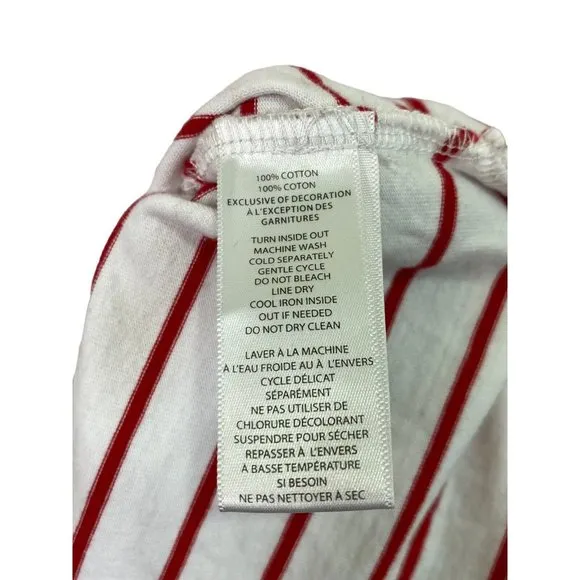 100% COTTON
100% COTON
EXCLUSIVE OF DECORATION
À L'EXCEPTION DES
GARNITURES
TURN INSIDE OUT
MACHINE WASH
COLD SEPARATELY
GENTLE CYCLE
DO NOT BLEACH
LINE DRY
COOL IRON INSIDE
OUT IF NEEDED
DO NOT DRY CLEAN
LAVER À LA MACHINE
À L'EAU FROIDE AU À L'ENVERS
CYCLE DÉLICAT
SÉPARÉMENT
NE PAS UTILISER DE
CHLORURE DÉCOLORANT
SUSPENDRE POUR SÉCHER
REPASSER À L'ENVERS
À BASSE TEMPÉRATURE
SI BESOIN
NE PAS NETTOYER À SEC